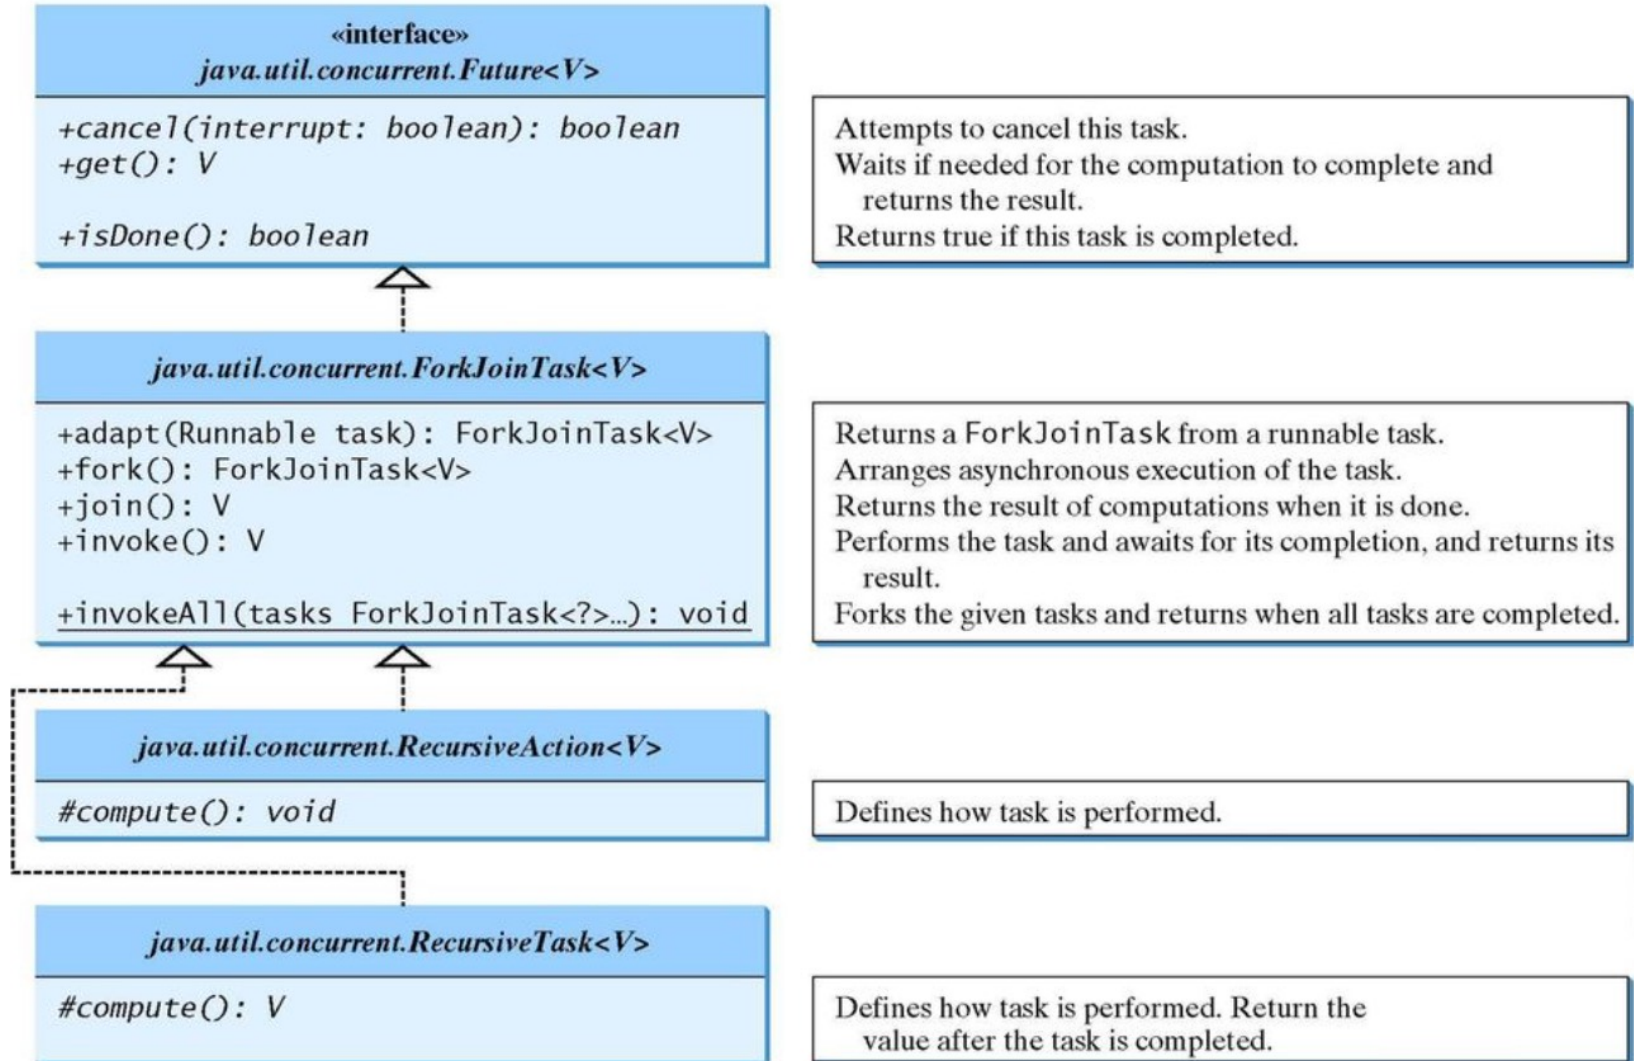 «interface»
java.util.concurrent.Future<V>
+cancel(interrupt: boolean): boolean
+get(): V
+isDone(): boolean
Attempts to cancel this task.
Waits if needed for the computation to complete and
returns the result.
Returns true if this task is completed.
java.util.concurrent.ForkJoinTask<V>
+adapt(Runnable task): ForkJoinTask<V>
+fork(): ForkJoinTask<V>
+join(): V
+invoke(): V
+invokeAll(tasks ForkJoinTask<?>…): void
Returns a ForkJoinTask from a runnable task.
Arranges asynchronous execution of the task.
Returns the result of computations when it is done.
Performs the task and awaits for its completion, and returns its
result.
Forks the given tasks and returns when all tasks are completed.
java.util.concurrent.RecursiveAction<V>
#compute(): void
Defines how task is performed.
java.util.concurrent.RecursiveTask<V>
#compute(): V
Defines how task is performed. Return the
value after the task is completed.